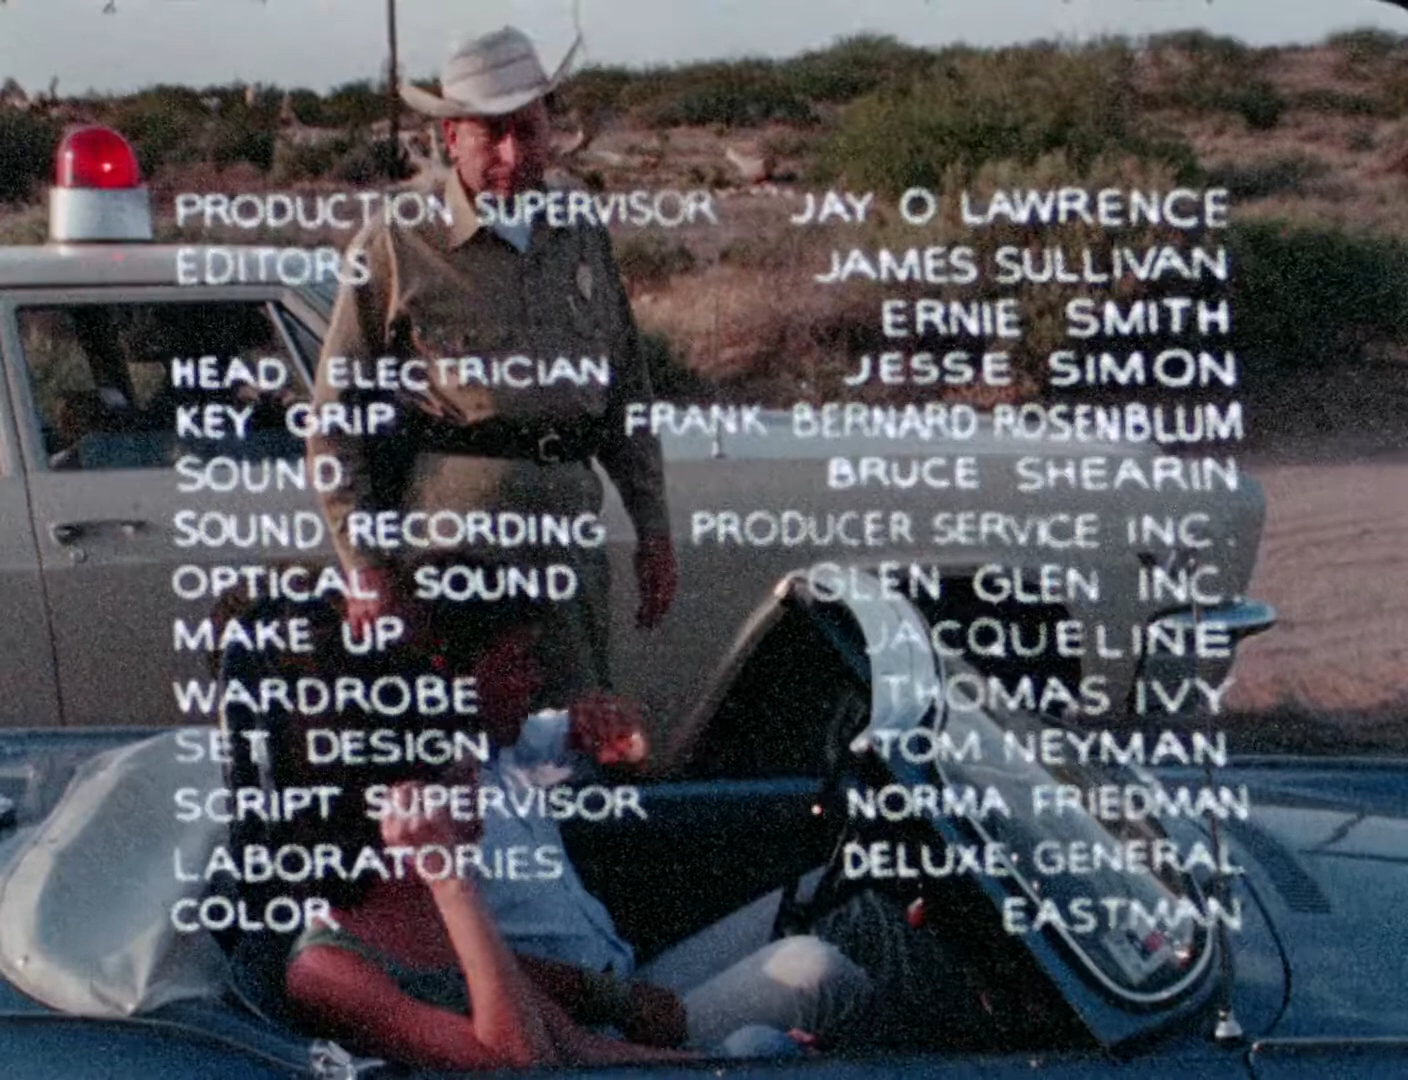 PRODUCTION SUPERVISOR JAY O LAWRENCE
EDITORS JAMES SULLIVAN
ERNIE SMITH
HEAD ELECTRICIAN JESSE SIMON
KEY GRIP FRANK BERNARD ROSENBLUM
SOUND BRUCE SHEARIN
SOUND RECORDING PRODUCER SERVICE INC.
OPTICAL SOUND GLEN GLEN INC.
MAKE UP JACQUELINE
WARDROBE THOMAS IVY
SET DESIGN TOM NEYMAN
SCRIPT SUPERVISOR NORMA FRIEDMAN
LABORATORIES DELUXE·GENERAL
COLOR EASTMAN